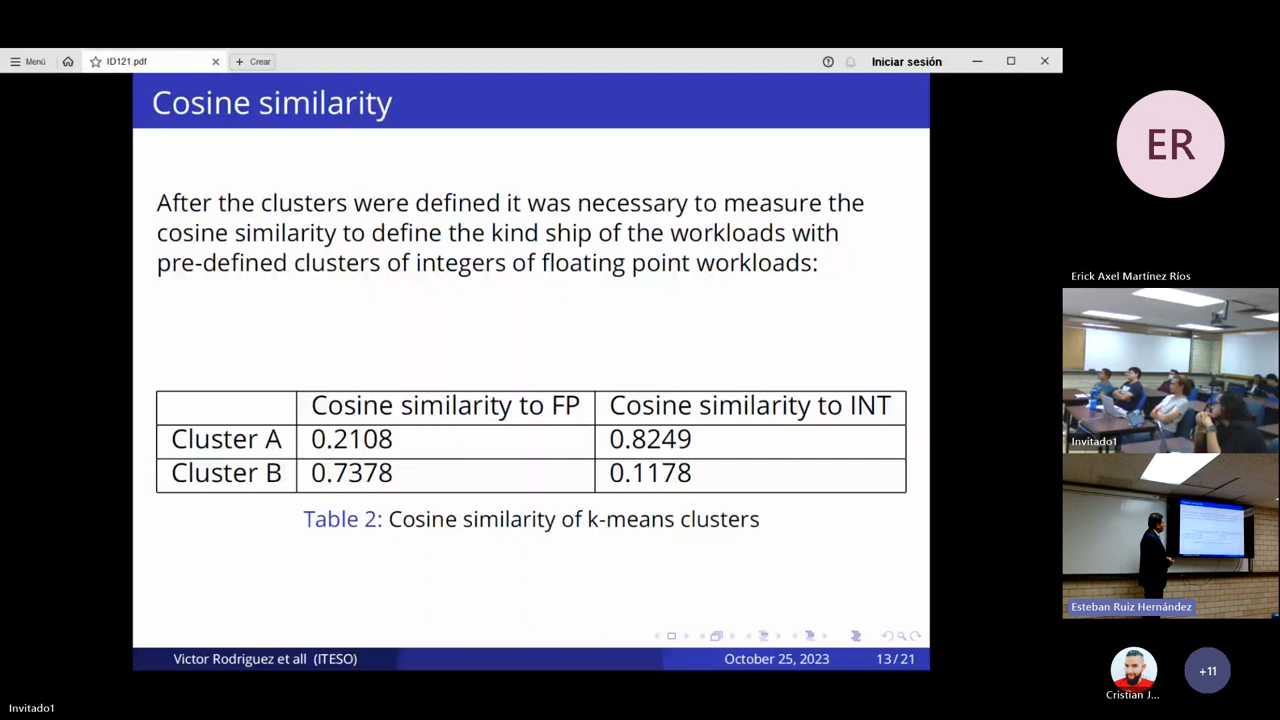 Menú
ID121.pdf
+ Crear
Iniciar sesión
Cosine similarity
After the clusters were defined it was necessary to measure the
cosine similarity to define the kind ship of the workloads with
pre-defined clusters of integers of floating point workloads:
Cosine similarity to FP Cosine similarity to INT
Cluster A 0.2108 0.8249
Cluster B 0.7378 0.1178
Table 2: Cosine similarity of k-means clusters
Victor Rodriguez et all (ITESO) October 25, 2023 13/21
ER
Erick Axel Martínez Ríos
Invitado1
Esteban Ruiz Hernández
Cristian J...
+11
Invitado1